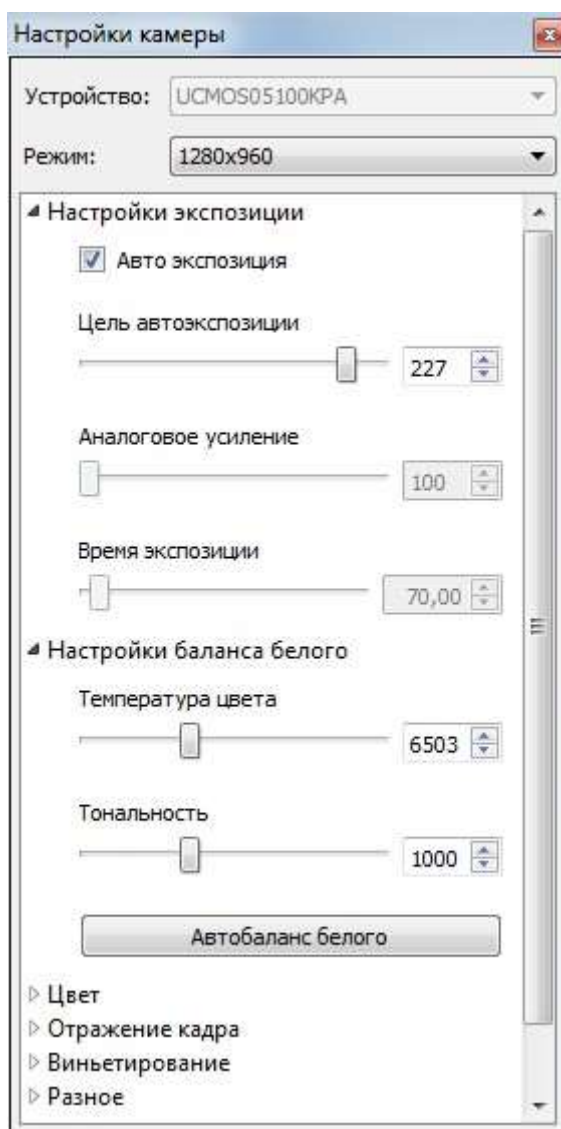 Настройки камеры
Устройство: UCMOS05100KPA
Режим: 1280x960
Настройки экспозиции
Авто экспозиция
Цель автоэкспозиции
227
Аналоговое усиление
100
Время экспозиции
70,00
Настройки баланса белого
Температура цвета
6503
Тональность
1000
Автобаланс белого
Цвет
Отражение кадра
Виньетирование
Разное